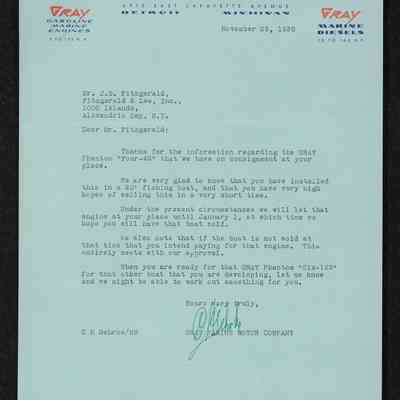 GRAY
GASOLINE
MARINE
ENGINES
EAST LAFAYETTE AVENUE
DETROIT MICHIGAN
GRAY
MARINE
DIESELS
November 25,
Mr. J.G. Fitzgerald,
Fitzgerald & Lee, Inc.,
1000 Islands,
Alexandria Bay, N.Y.
Dear Mr. Fitzgerald:
Thanks for the information regarding the GRAY
Phantom "Four-45" that we have on consignment at your
place.
We are very glad to know that you have installed
this in a 20' fishing boat, and that you have very high
hopes of selling this in a very short time.
Under the present circumstances we will let that
engine at your place until January 1, at which time we
hope you will have that boat sold.
We also note that if the boat is not sold at
that time that you intend paying for that engine. This
entirely meets with our approval.
When you are ready for that GRAY Phantom
for that other boat that you are developing, let us know
and we might be able to work out something for you.
Yours very truly,
GRAY MARINE MOTOR COMPANY